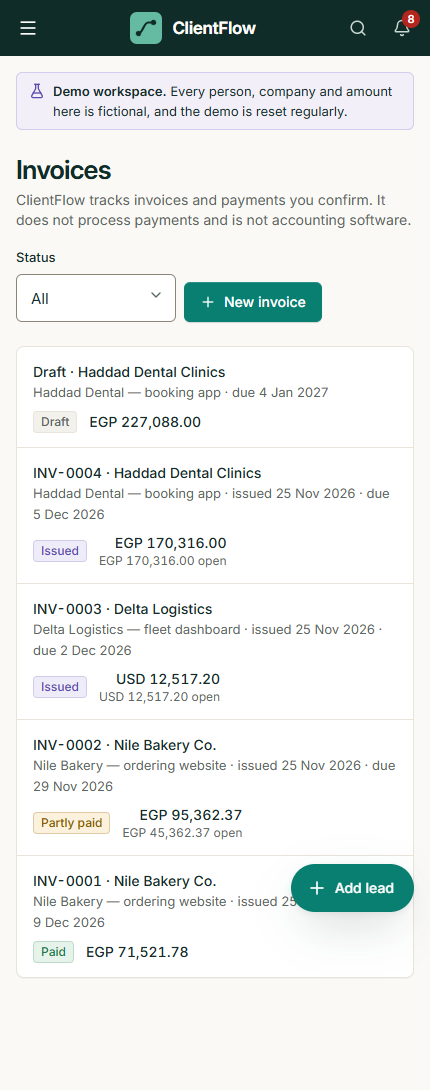 ClientFlow
8
Demo workspace. Every person, company and amount
here is fictional, and the demo is reset regularly.
Invoices
ClientFlow tracks invoices and payments you confirm. It
does not process payments and is not accounting software.
Status
All
+ New invoice
Draft · Haddad Dental Clinics
Haddad Dental — booking app · due 4 Jan 2027
Draft EGP 227,088.00
INV-0004 · Haddad Dental Clinics
Haddad Dental — booking app · issued 25 Nov 2026 · due
5 Dec 2026
Issued EGP 170,316.00
EGP 170,316.00 open
INV-0003 · Delta Logistics
Delta Logistics — fleet dashboard · issued 25 Nov 2026 ·
due 2 Dec 2026
Issued USD 12,517.20
USD 12,517.20 open
INV-0002 · Nile Bakery Co.
Nile Bakery — ordering website · issued 25 Nov 2026 · due
29 Nov 2026
Partly paid EGP 95,362.37
EGP 45,362.37 open
INV-0001 · Nile Bakery Co.
+ Add lead
Nile Bakery — ordering website · issued 25
9 Dec 2026
Paid EGP 71,521.78